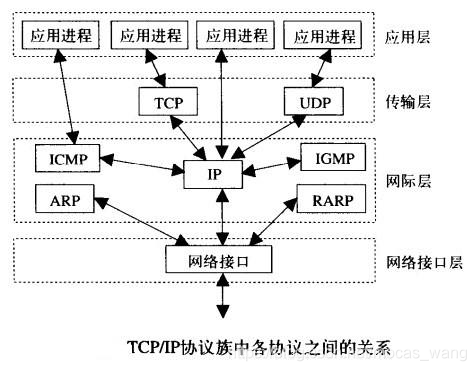 应用进程 应用进程 应用进程 应用进程 应用层
TCP UDP 传输层
ICMP IP IGMP 网际层
ARP RARP
网络接口 网络接口层
TCP/IP协议族中各协议之间的关系